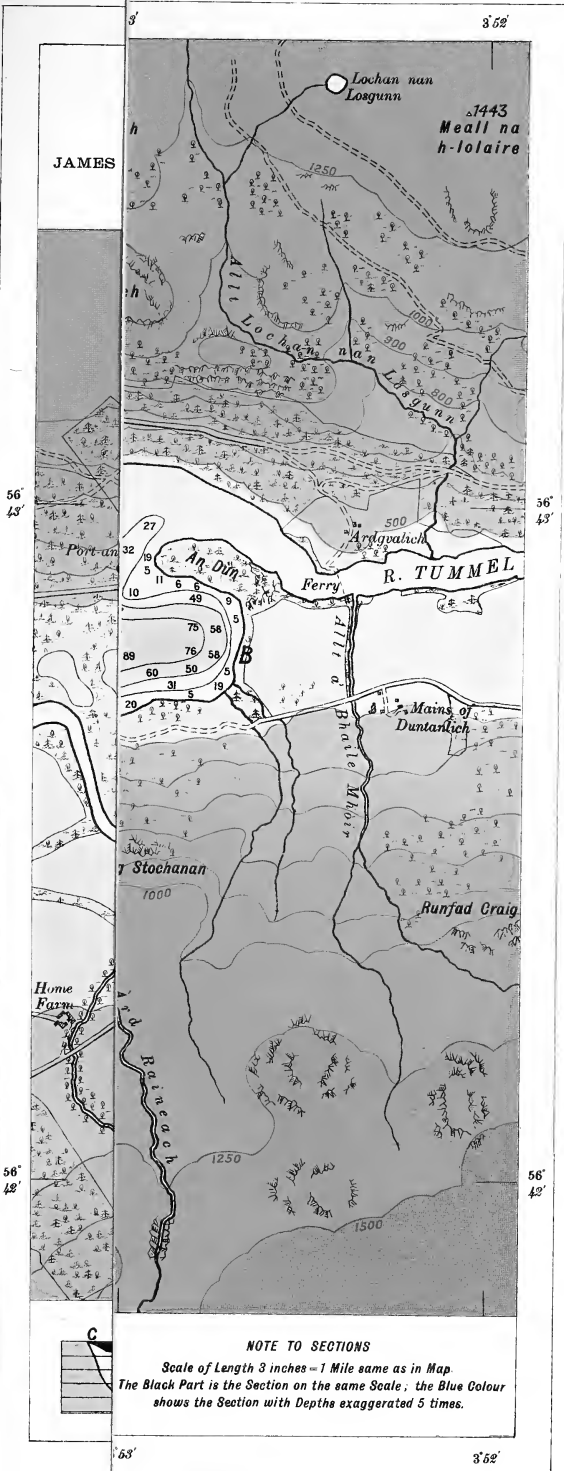 3'
3°52'
Lochan nan
Losgunn
1443
Meall na
h-Iolaire
h
JAMES
1250
Allt Lochan nan Losgunn
1000
900
800
56°
43'
56°
43'
500
Ardgvalich
Port an
27
32
19
5
11
An Dùn
6
6
10
49
9
5
Ferry
R. TUMMEL
75
58
B
89
76
58
60
50
5
31
5
19
20
Allt a' Bhaile Mhoir
Mains of
Duntanlich
Stochanan
1000
Runfad Craig
Home
Farm
Ard Raineach
1250
56°
42'
56°
42'
1500
C
NOTE TO SECTIONS
Scale of Length 3 inches = 1 Mile same as in Map.
The Black Part is the Section on the same Scale; the Blue Colour
shows the Section with Depths exaggerated 5 times.
°53'
3°52'